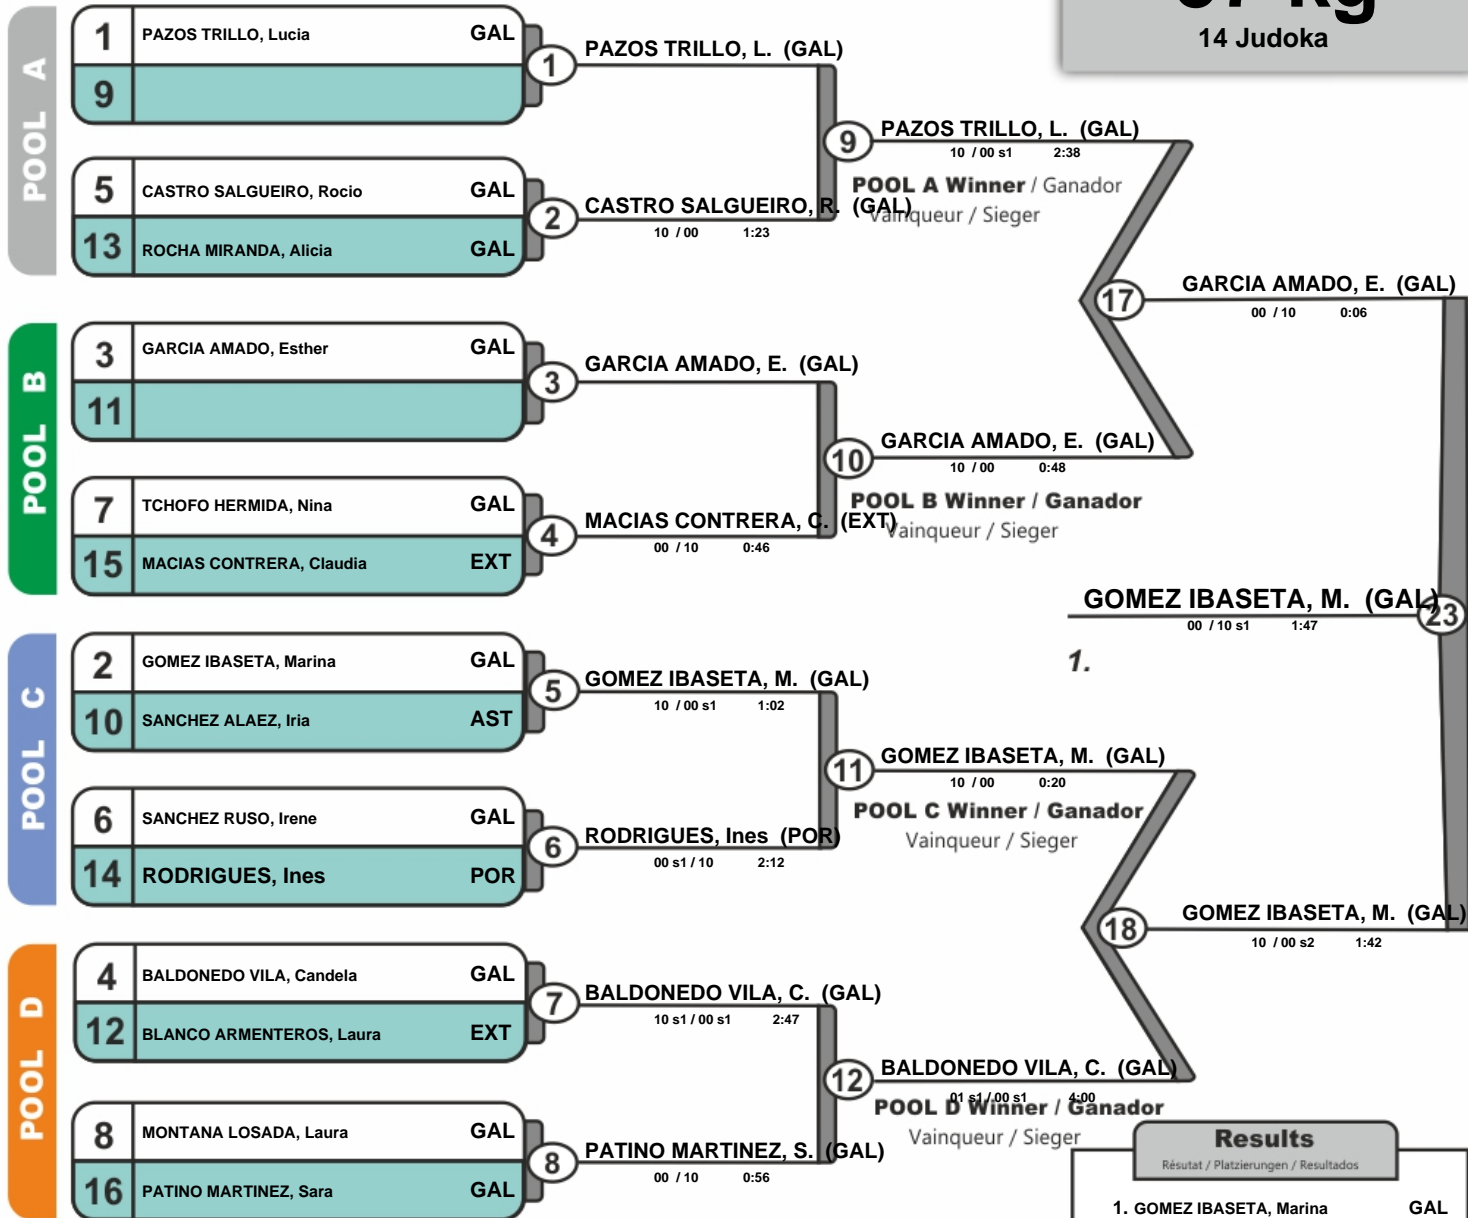 14 Judoka
POOL A
1 PAZOS TRILLO, Lucia GAL
9
5 CASTRO SALGUEIRO, Rocio GAL
13 ROCHA MIRANDA, Alicia GAL
1 PAZOS TRILLO, L. (GAL)
2 CASTRO SALGUEIRO, R. (GAL)
10 / 00 1:23
9 PAZOS TRILLO, L. (GAL)
10 / 00 s1 2:38
POOL A Winner / Ganador
Vainqueur / Sieger
POOL B
3 GARCIA AMADO, Esther GAL
11
7 TCHOFO HERMIDA, Nina GAL
15 MACIAS CONTRERA, Claudia EXT
3 GARCIA AMADO, E. (GAL)
4 MACIAS CONTRERA, C. (EXT)
00 / 10 0:46
10 GARCIA AMADO, E. (GAL)
10 / 00 0:48
POOL B Winner / Ganador
Vainqueur / Sieger
17 GARCIA AMADO, E. (GAL)
00 / 10 0:06
GOMEZ IBASETA, M. (GAL) 23
00 / 10 s1 1:47
1.
POOL C
2 GOMEZ IBASETA, Marina GAL
10 SANCHEZ ALAEZ, Iria AST
6 SANCHEZ RUSO, Irene GAL
14 RODRIGUES, Ines POR
5 GOMEZ IBASETA, M. (GAL)
10 / 00 s1 1:02
6 RODRIGUES, Ines (POR)
00 s1 / 10 2:12
11 GOMEZ IBASETA, M. (GAL)
10 / 00 0:20
POOL C Winner / Ganador
Vainqueur / Sieger
18 GOMEZ IBASETA, M. (GAL)
10 / 00 s2 1:42
POOL D
4 BALDONEDO VILA, Candela GAL
12 BLANCO ARMENTEROS, Laura EXT
8 MONTANA LOSADA, Laura GAL
16 PATINO MARTINEZ, Sara GAL
7 BALDONEDO VILA, C. (GAL)
10 s1 / 00 s1 2:47
8 PATINO MARTINEZ, S. (GAL)
00 / 10 0:56
12 BALDONEDO VILA, C. (GAL)
01 s1 / 00 s1 4:00
POOL D Winner / Ganador
Vainqueur / Sieger
Results
Résutat / Platzierungen / Resultados
1. GOMEZ IBASETA, Marina GAL